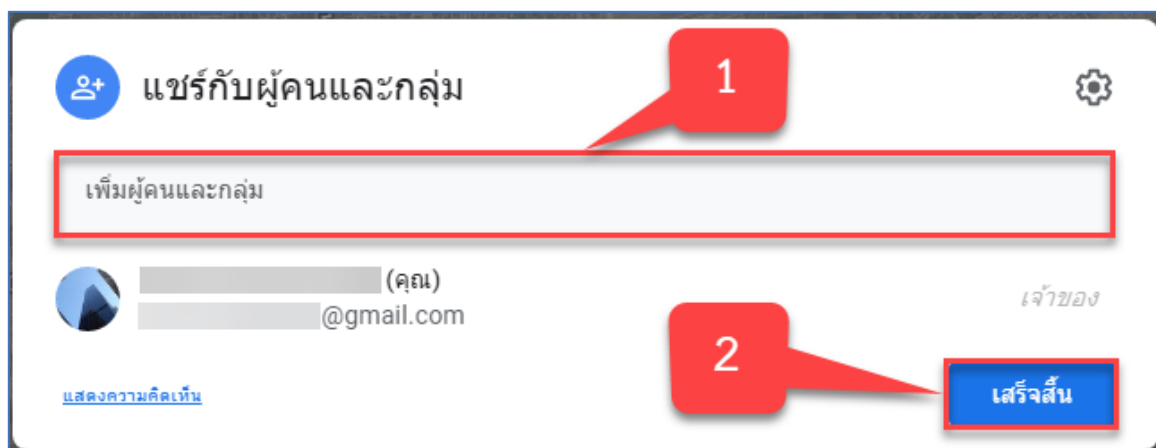 แชร์กับผู้คนและกลุ่ม
1
เพิ่มผู้คนและกลุ่ม
(คุณ)
@gmail.com
เจ้าของ
2
แสดงความคิดเห็น
เสร็จสิ้น